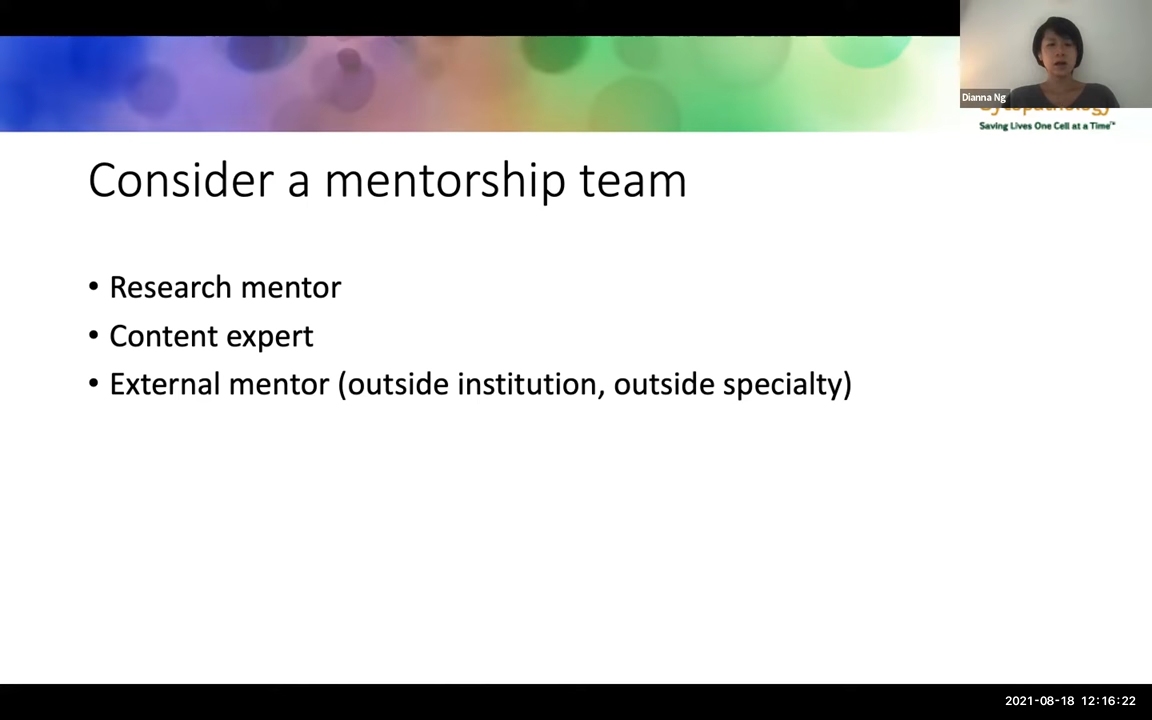 Dianna Ng
Cytopathology
Saving Lives One Cell at a Time™
Consider a mentorship team
• Research mentor
• Content expert
• External mentor (outside institution, outside specialty)
2021-08-18 12:16:22